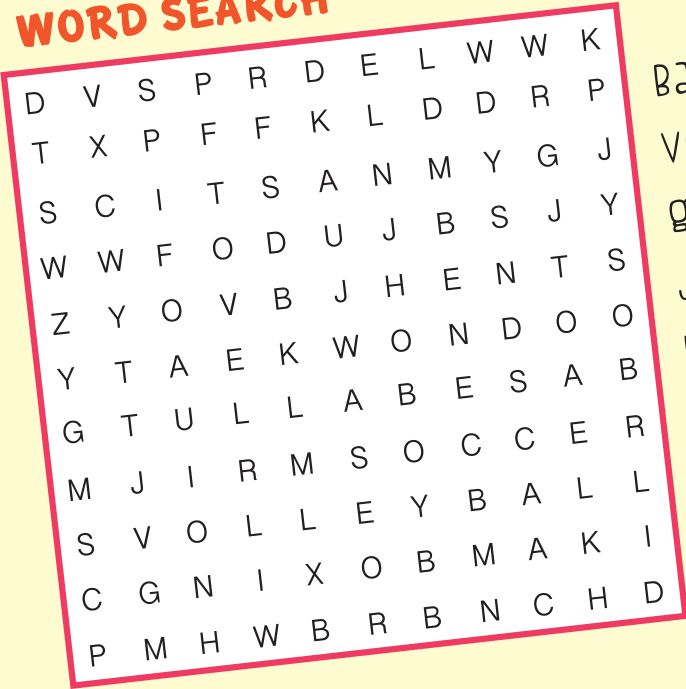 WORD SEARCH
D V S P R D E L W W K
T X P F F K L D D R P
S C I T S A N M Y G J
W W F O D U J B S J Y
Z Y O V B J H E N T S
Y T A E K W O N D O O
G T U L L A B E S A B
M J I R M S O C C E R
S V O L L E Y B A L L
C G N I X O B M A K I
P M H W B R B N C H D